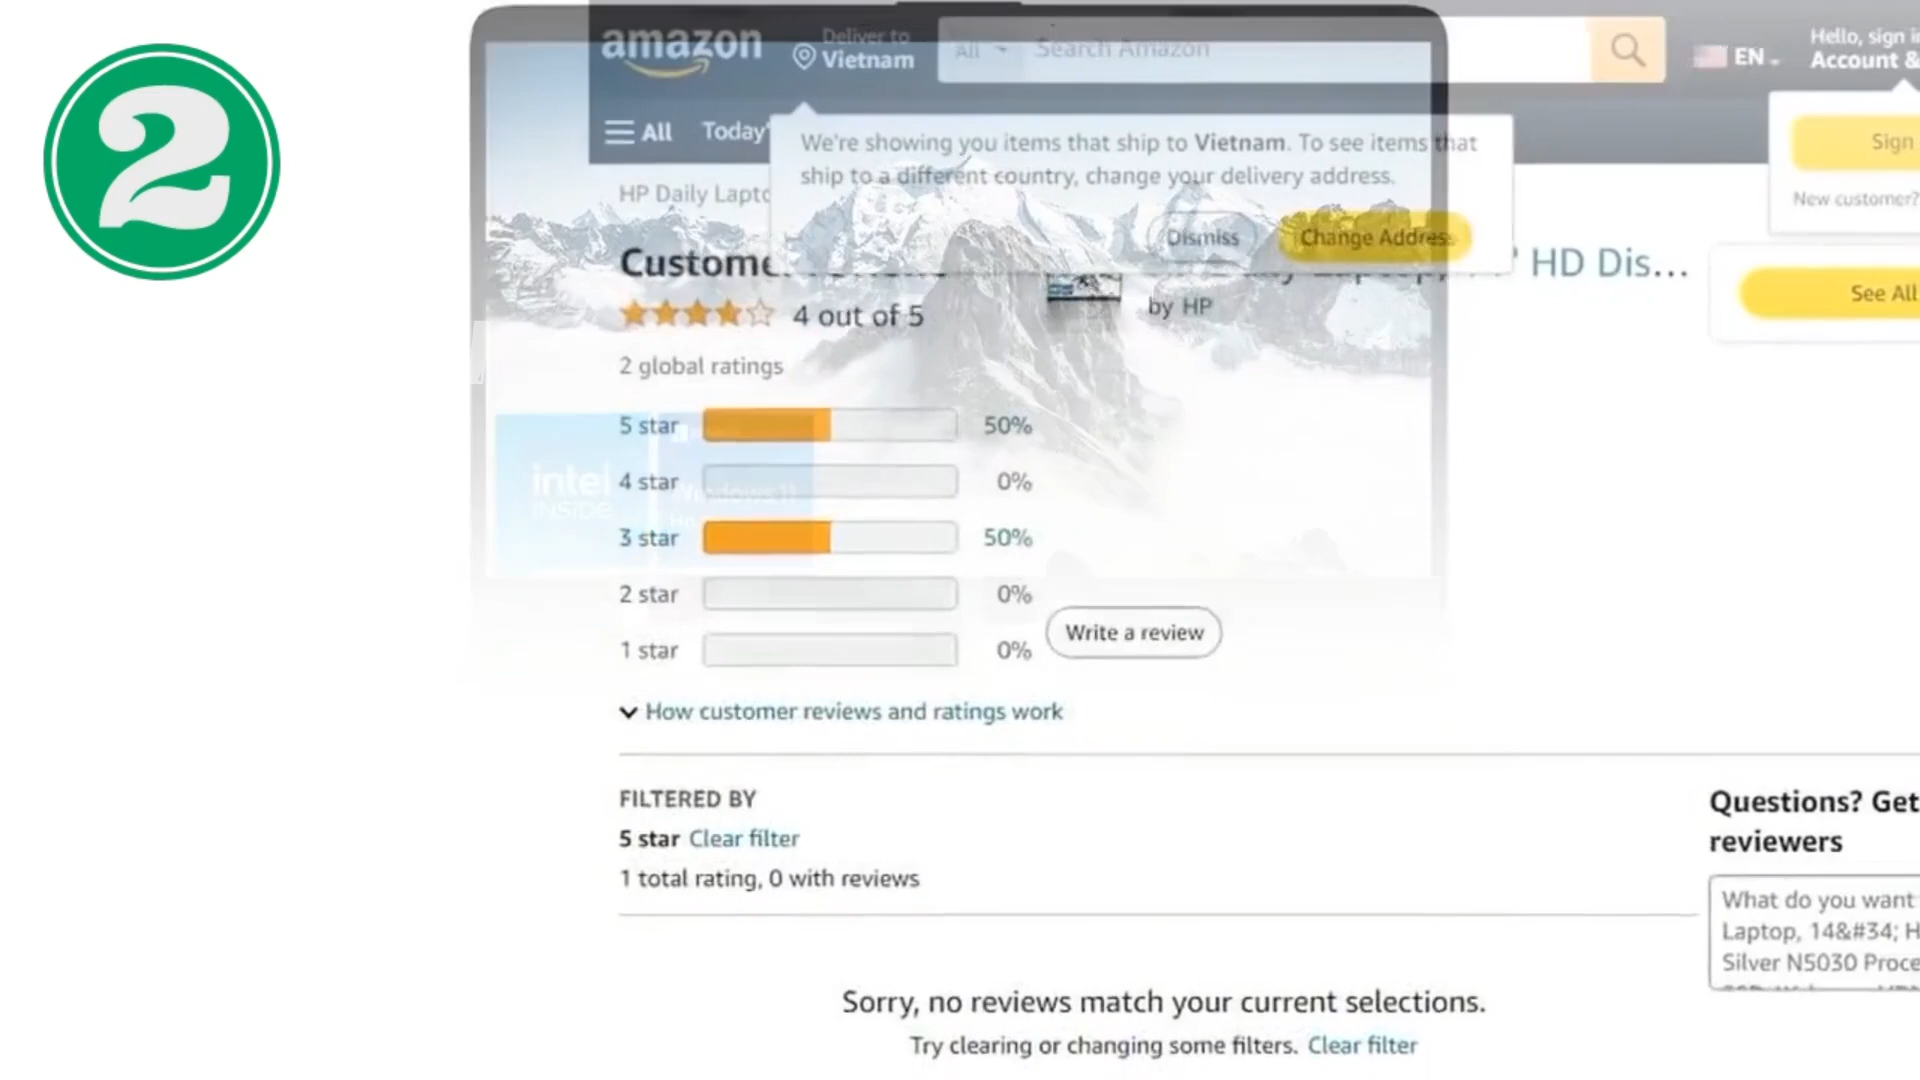 2
amazon
Deliver to
Vietnam
All
Search Amazon
EN
Hello, sign in
Account &
All
Today'
We're showing you items that ship to Vietnam. To see items that
ship to a different country, change your delivery address.
Dismiss
Change Address
Sign
New customer?
HP Daily Lapto
HD Dis...
by HP
See All
4 out of 5
2 global ratings
5 star 50%
4 star 0%
3 star 50%
2 star 0%
1 star 0%
intel
INSIDE
Windows 11
Write a review
How customer reviews and ratings work
FILTERED BY
5 star Clear filter
1 total rating, 0 with reviews
Questions? Get
reviewers
What do you want
Laptop, 14&#34; H
Silver N5030 Proce
Sorry, no reviews match your current selections.
Try clearing or changing some filters. Clear filter